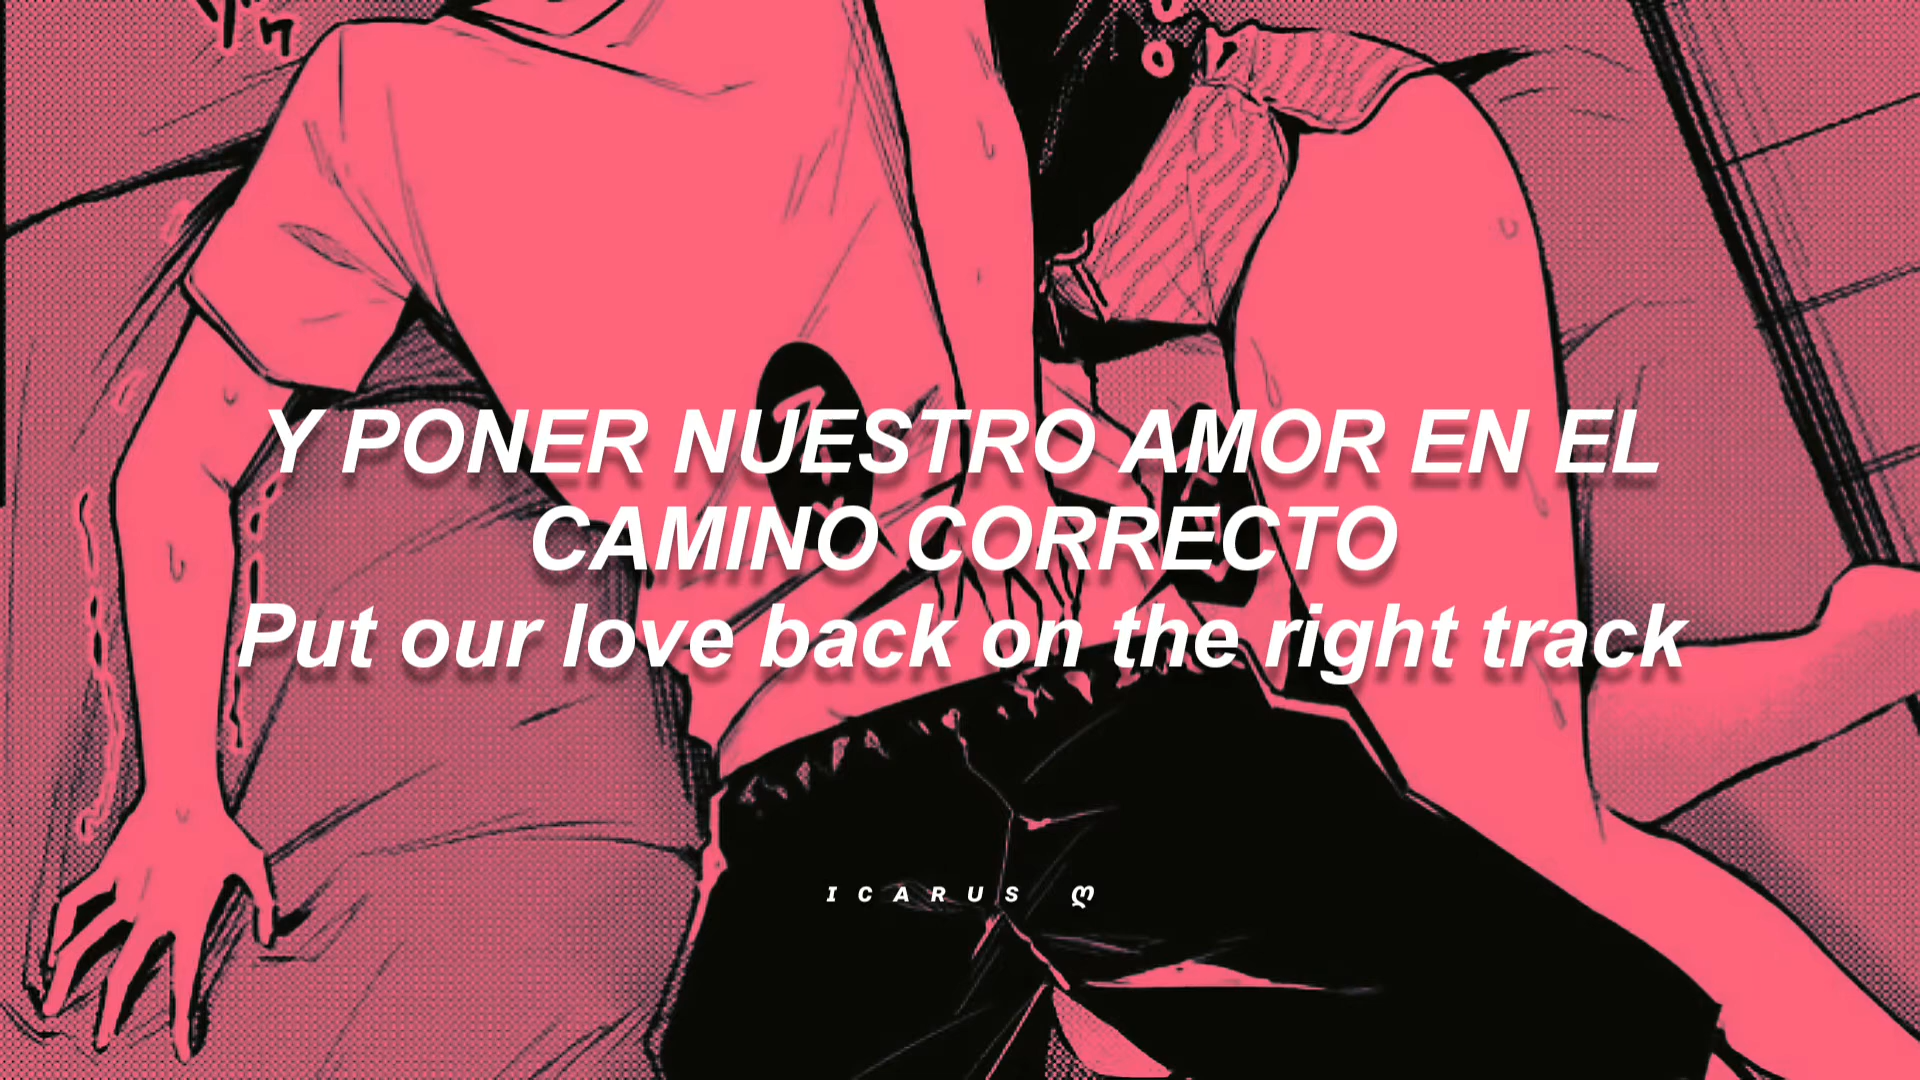 Y PONER NUESTRO AMOR EN EL
CAMINO CORRECTO
Put our love back on the right track
ICARUS ღ